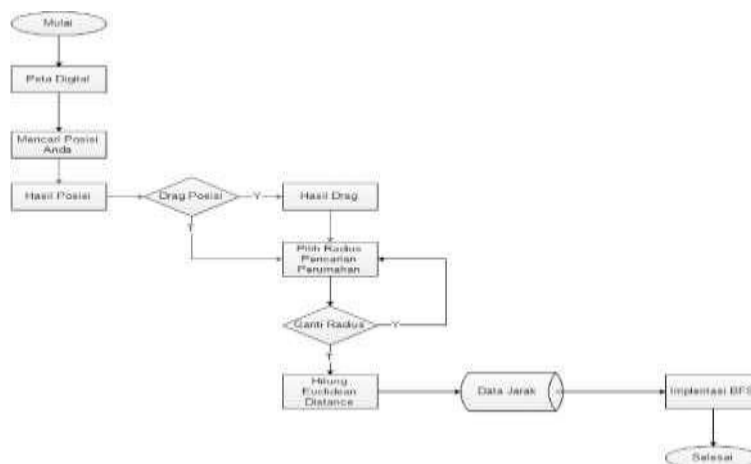 Mulai
Peta Digital
Mencari Posisi
Anda
Hasil Posisi
Drag Posisi
Y
Hasil Drag
Y
Pilih Radius
Pencarian
Perumahan
Ganti Radius
Y
Y
Hitung
Euclidean
Distance
Data Jarak
Implentasi BFS
Selesai